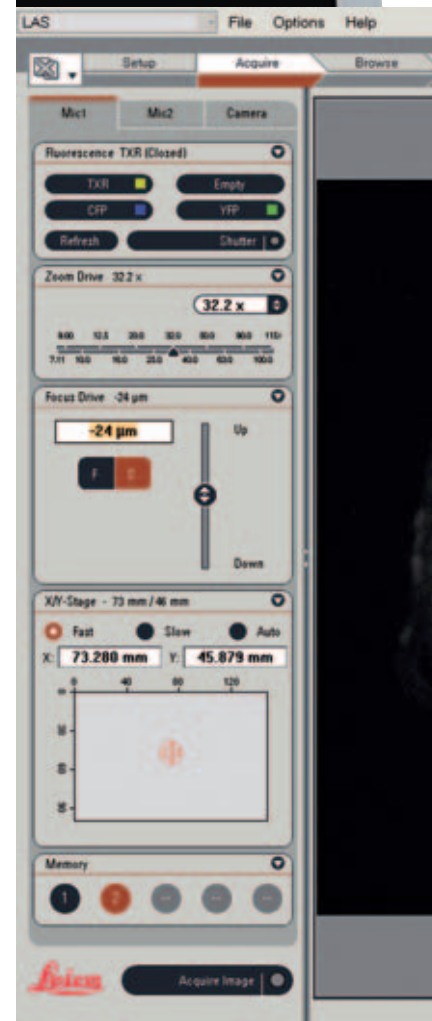 LAS File Options Help
Setup Acquire Browse
Mic1 Mic2 Camera
Fluorescence TXR (Closed)
TXR Empty
CFP YFP
Refresh Shutter
Zoom Drive 32.2 x
32.2 x
Focus Drive -24 µm
-24 µm
Up
F
Down
X/Y-Stage - 73 mm / 46 mm
Fast Slow Auto
X: 73.280 mm Y: 45.879 mm
0 40 80 120
Memory
1 2 -- -- --
Leica Acquire Image